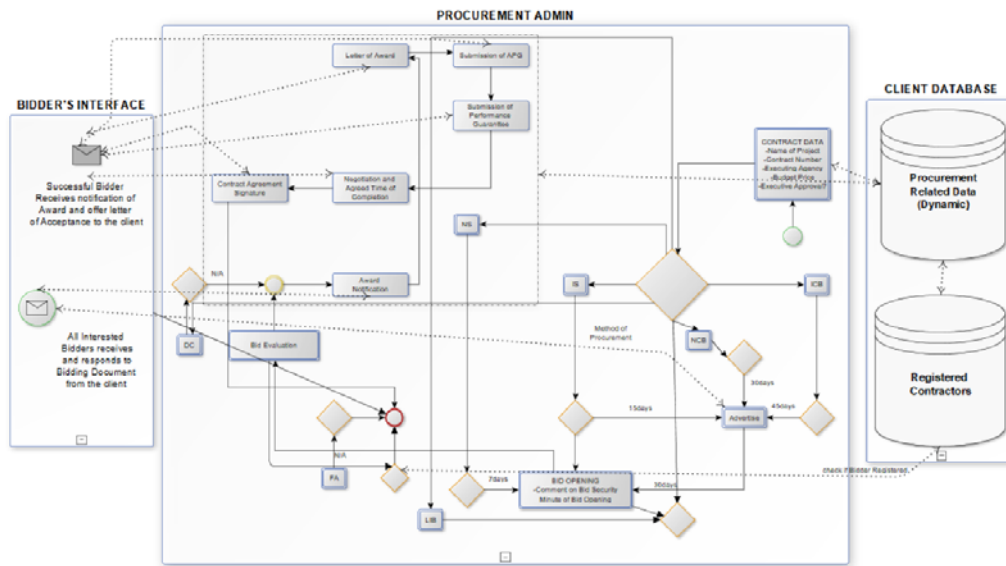 PROCUREMENT ADMIN
BIDDER'S INTERFACE
CLIENT DATABASE
Letter of Award
Submission of APG
Submission of
Performance
Guarantee
Successful Bidder
Receives notification of
Award and offer letter
of Acceptance to the client
Contract Agreement
Signature
Negotiation and
Agreed Time of
Completion
CONTRACT DATA
-Name of Project
-Contract Number
-Executing Agency
-Budget Price
-Executive Approval?
Procurement
Related Data
(Dynamic)
NS
N/A
Award
Notification
IS
ICB
All Interested
Bidders receives
and responds to
Bidding Document
from the client
DC
Bid Evaluation
Method of
Procurement
NCB
30days
Registered
Contractors
15days
Advertise
45days
N/A
PA
check if Bidder Registered
7days
BID OPENING
-Comment on Bid Security
Minute of Bid Opening
30days
LIB